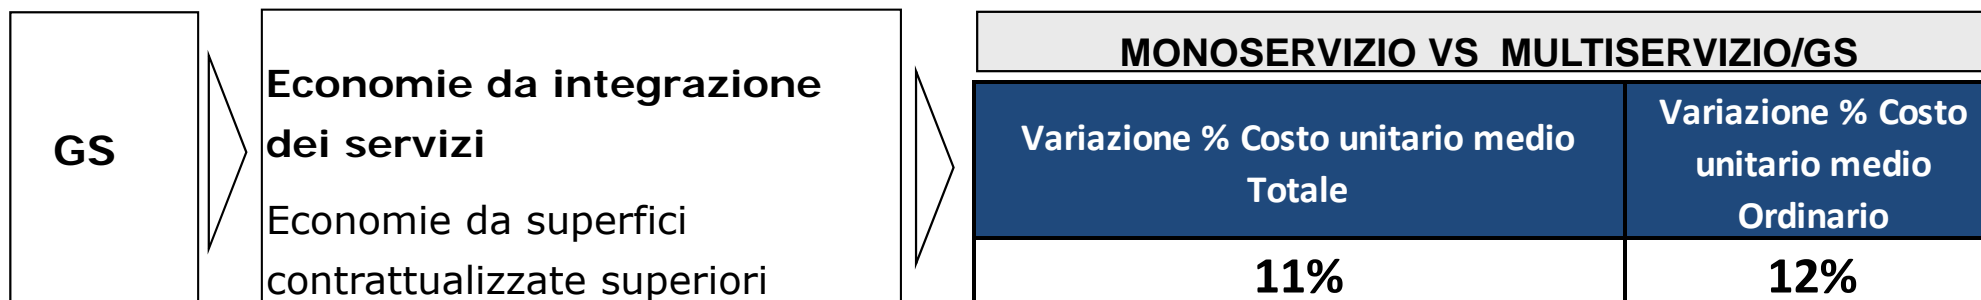 GS
Economie da integrazione
dei servizi
Economie da superfici
contrattualizzate superiori
MONOSERVIZIO VS MULTISERVIZIO/GS
Variazione % Costo unitario medio
Totale
Variazione % Costo
unitario medio
Ordinario
11%
12%